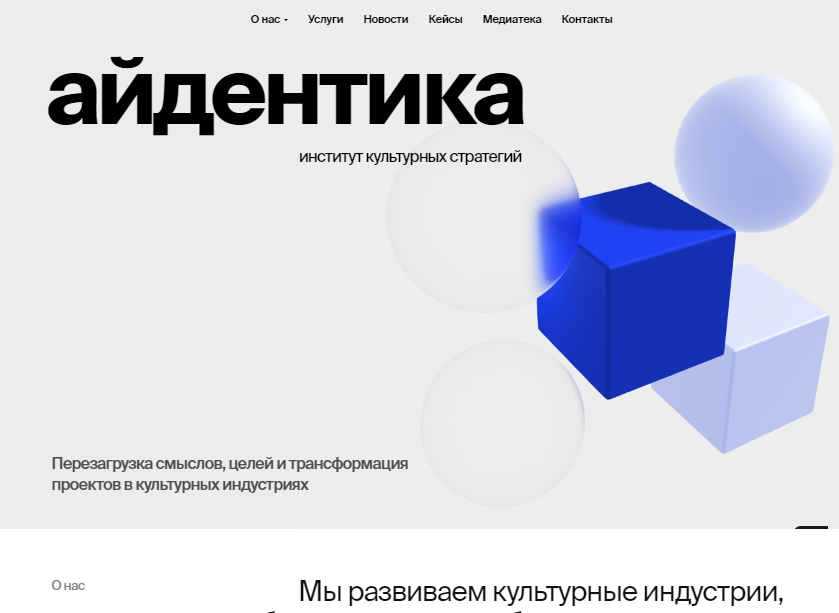 О нас
Услуги
Новости
Кейсы
Медиатека
Контакты
айдентика
институт культурных стратегий
Перезагрузка смыслов, целей и трансформация
проектов в культурных индустриях
О нас
Мы развиваем культурные индустрии,